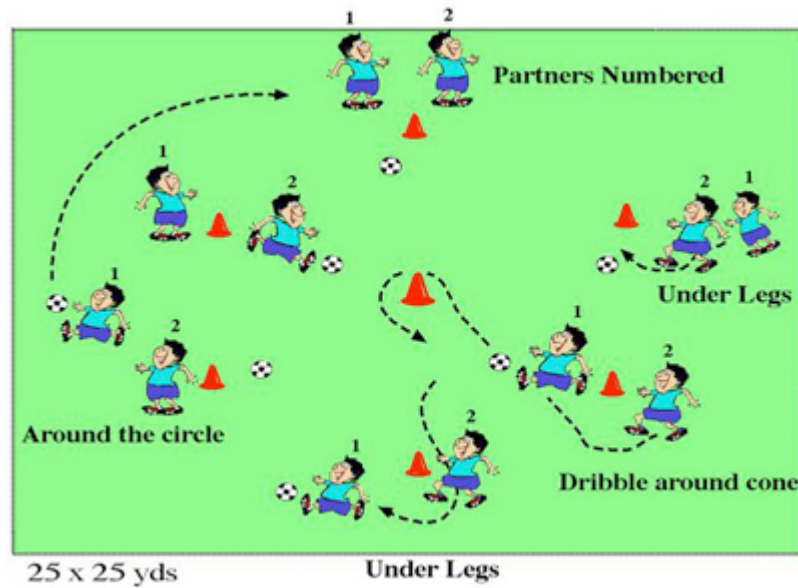 1 2
Partners Numbered
1
2
2 1
Under Legs
1
2
Around the circle
1
2
Dribble around cone
1
2
25 x 25 yds
Under Legs